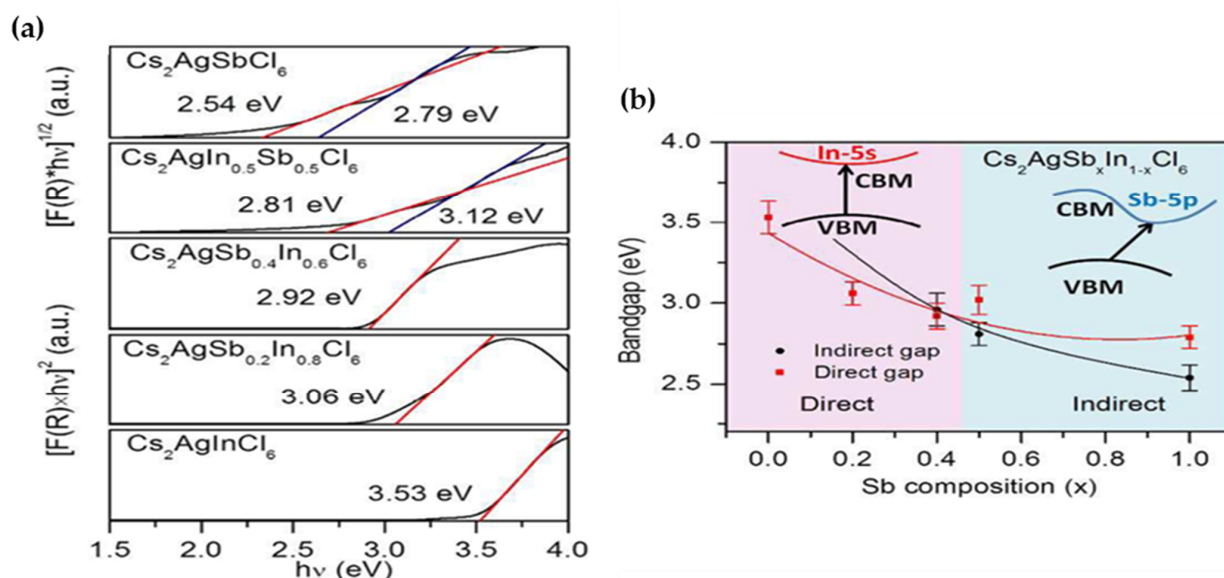 (a)
[F(R)*hν]^1/2 (a.u.)
[F(R)×hν]^2 (a.u.)
Cs₂AgSbCl₆
2.54 eV
2.79 eV
Cs₂AgIn₀.₅Sb₀.₅Cl₆
2.81 eV
3.12 eV
Cs₂AgSb₀.₄In₀.₆Cl₆
2.92 eV
Cs₂AgSb₀.₂In₀.₈Cl₆
3.06 eV
Cs₂AgInCl₆
3.53 eV
1.5 2.0 2.5 3.0 3.5 4.0
hν (eV)
(b)
Bandgap (eV)
4.0
3.5
3.0
2.5
In-5s
CBM
VBM
Cs₂AgSbₓIn₁₋ₓCl₆
CBM
Sb-5p
VBM
Indirect gap
Direct gap
Direct
Indirect
0.0 0.2 0.4 0.6 0.8 1.0
Sb composition (x)